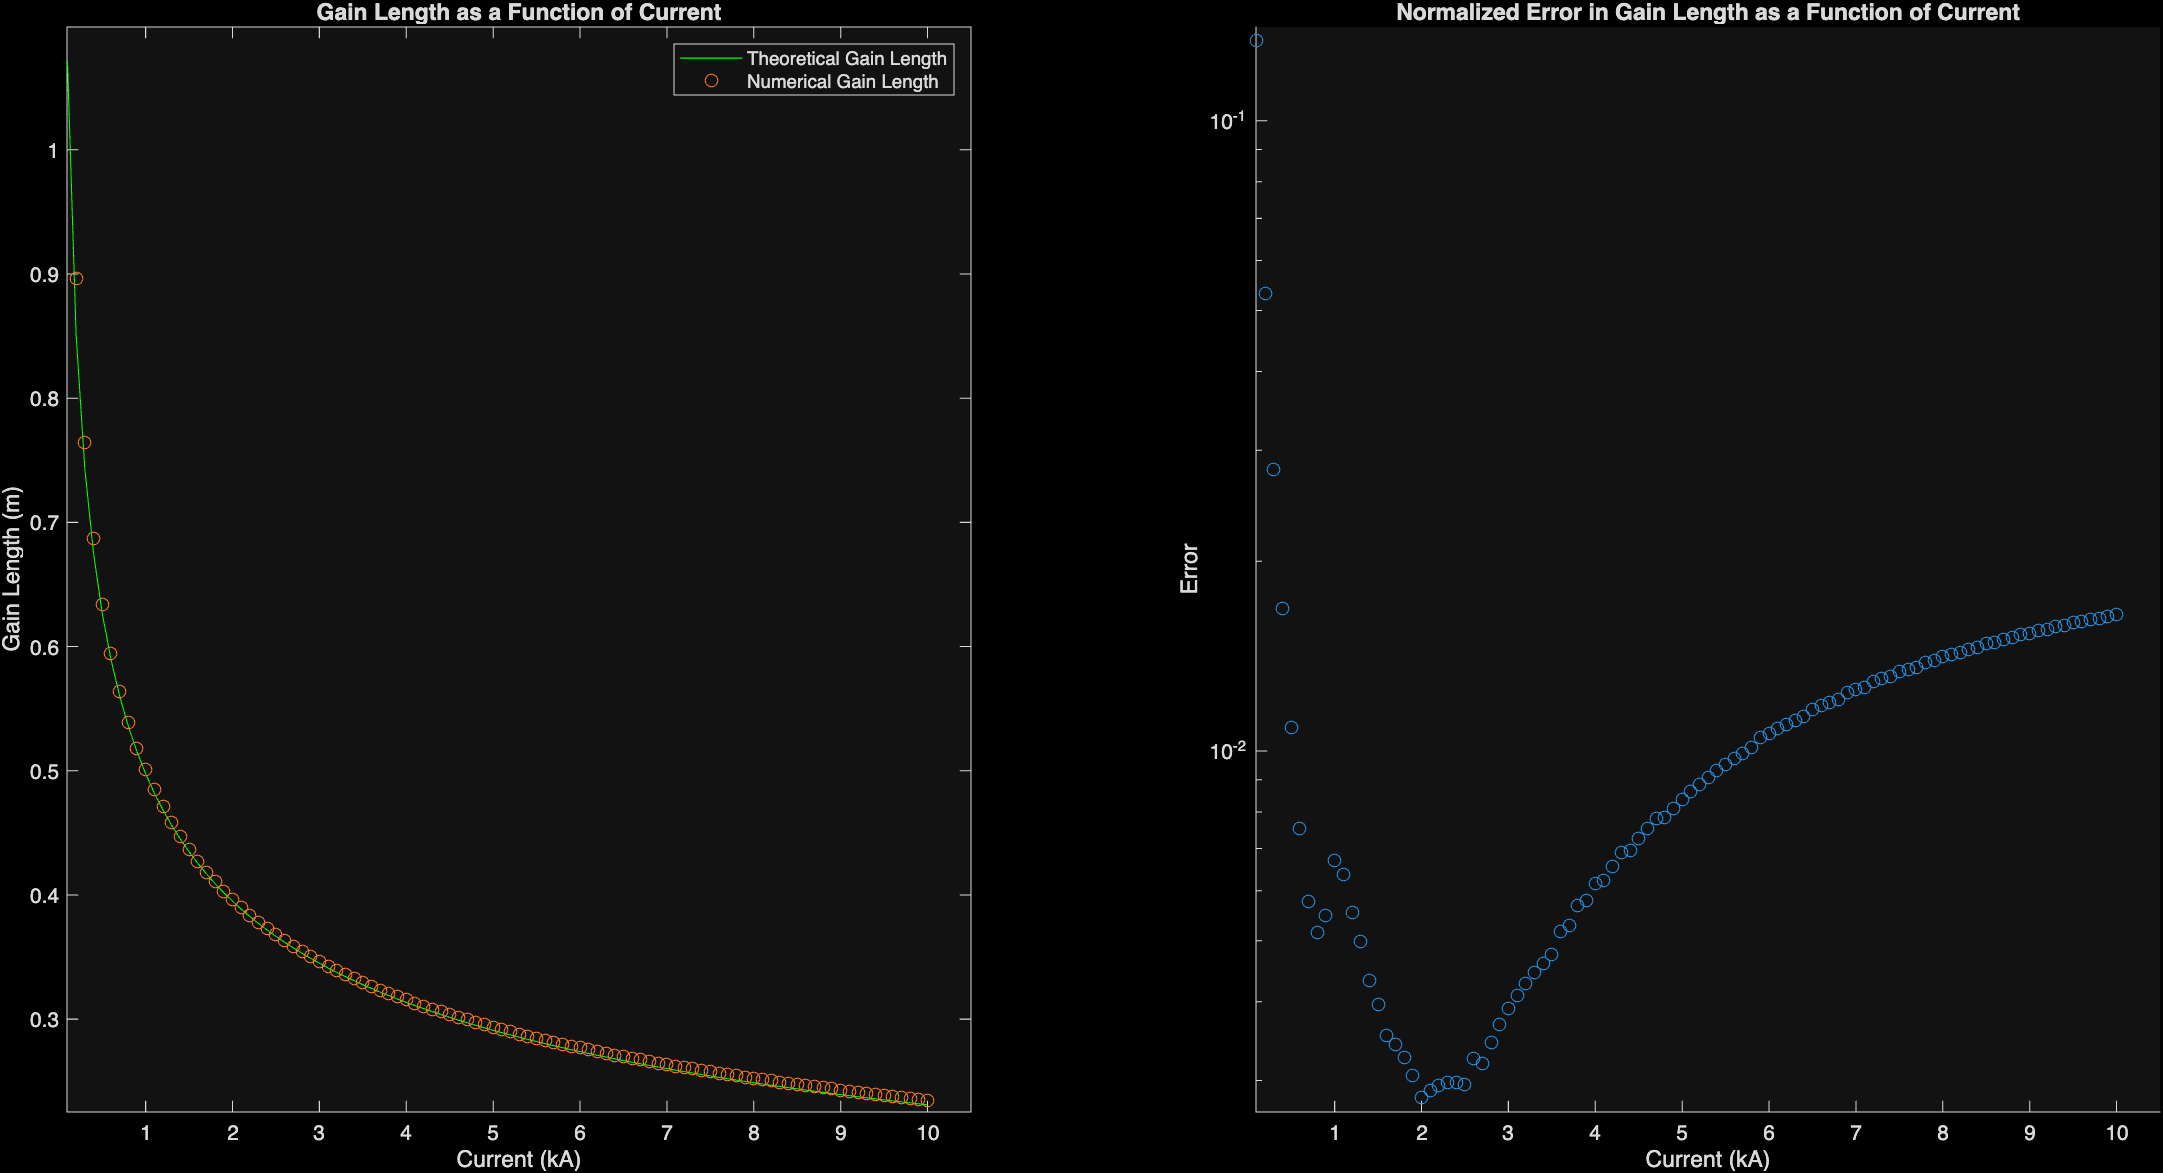 Gain Length as a Function of Current
Theoretical Gain Length
Numerical Gain Length
1
0.9
0.8
0.7
0.6
0.5
0.4
0.3
Gain Length (m)
1 2 3 4 5 6 7 8 9 10
Current (kA)
Normalized Error in Gain Length as a Function of Current
10-1
10-2
Error
1 2 3 4 5 6 7 8 9 10
Current (kA)